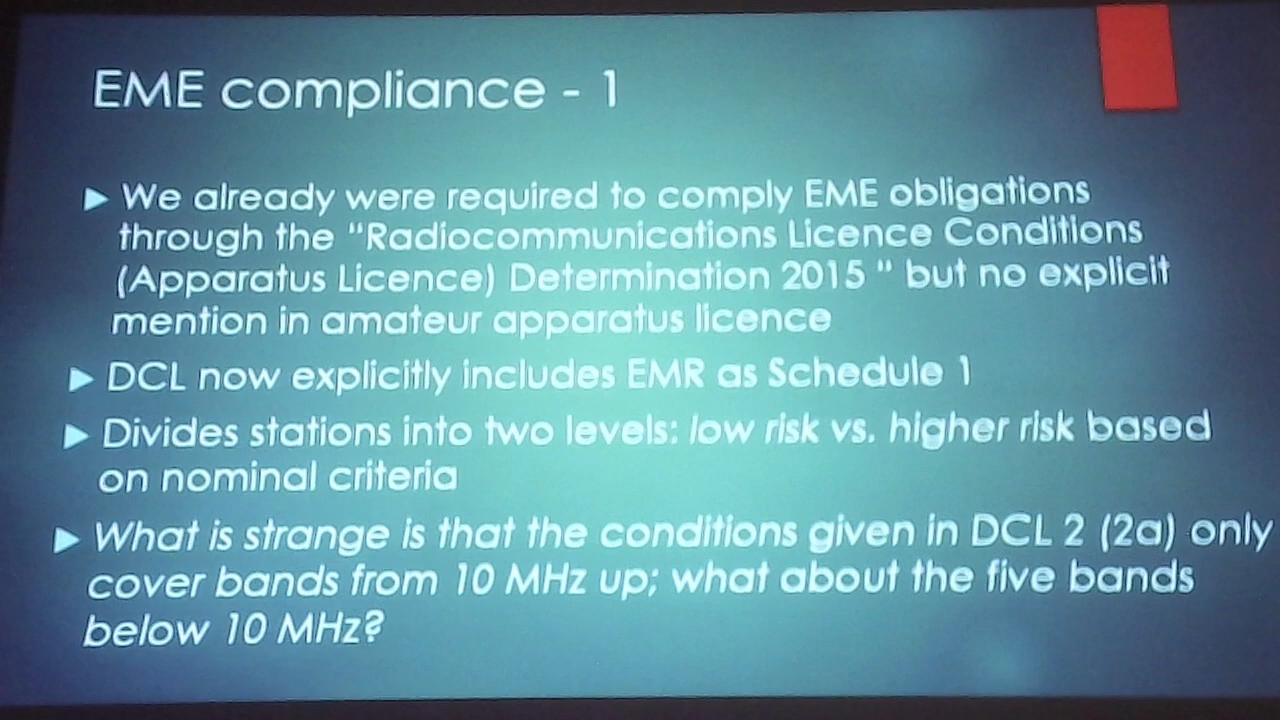 EME compliance - 1
We already were required to comply EME obligations
through the "Radiocommunications Licence Conditions
(Apparatus Licence) Determination 2015 " but no explicit
mention in amateur apparatus licence
DCL now explicitly includes EMR as Schedule 1
Divides stations into two levels: low risk vs. higher risk based
on nominal criteria
What is strange is that the conditions given in DCL 2 (2a) only
cover bands from 10 MHz up; what about the five bands
below 10 MHz?